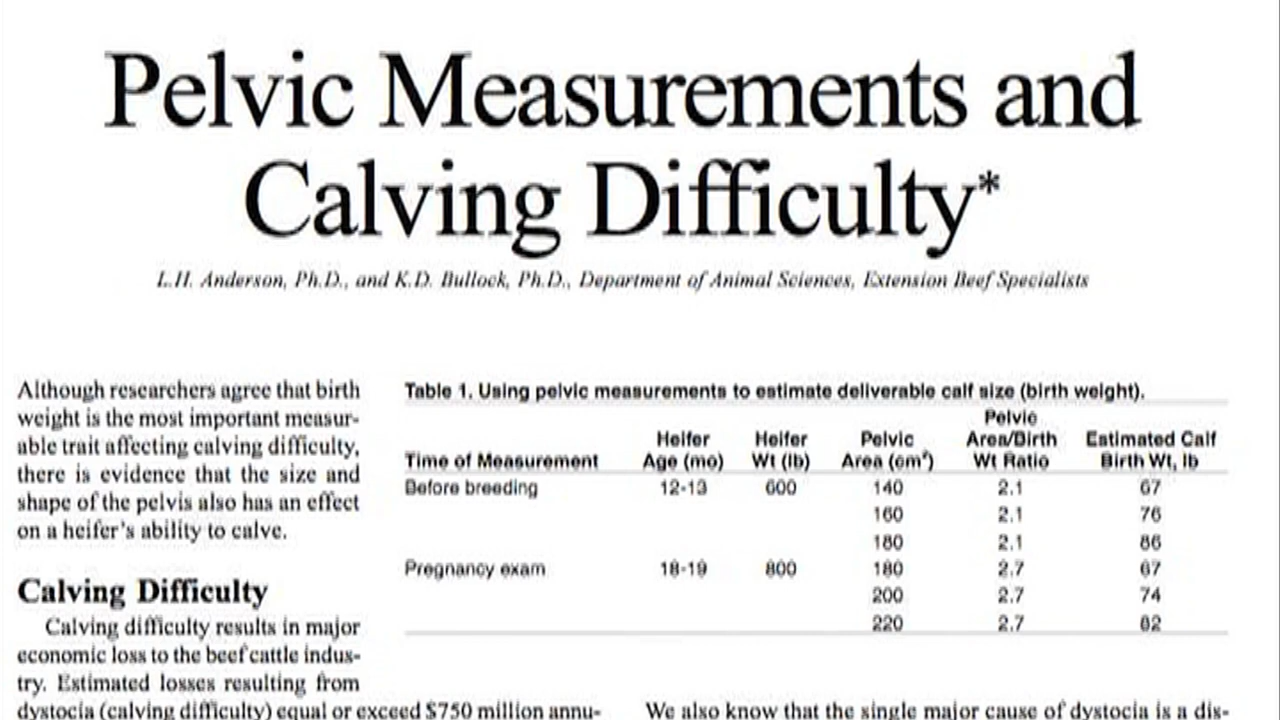 Pelvic Measurements and
Calving Difficulty*
L.H. Anderson, Ph.D., and K.D. Bullock, Ph.D., Department of Animal Sciences, Extension Beef Specialists
Although researchers agree that birth
weight is the most important measur-
able trait affecting calving difficulty,
there is evidence that the size and
shape of the pelvis also has an effect
on a heifer's ability to calve.
Calving Difficulty
Calving difficulty results in major
economic loss to the beef cattle indus-
try. Estimated losses resulting from
dystocia (calving difficulty) equal or exceed $750 million annu-
Table 1. Using pelvic measurements to estimate deliverable calf size (birth weight).
Pelvic
Heifer Heifer Pelvic Area/Birth Estimated Calf
Time of Measurement Age (mo) Wt (lb) Area (cm²) Wt Ratio Birth Wt, lb
Before breeding 12-13 600 140 2.1 67
160 2.1 76
180 2.1 86
Pregnancy exam 18-19 800 180 2.7 67
200 2.7 74
220 2.7 82
We also know that the single major cause of dystocia is a dis-